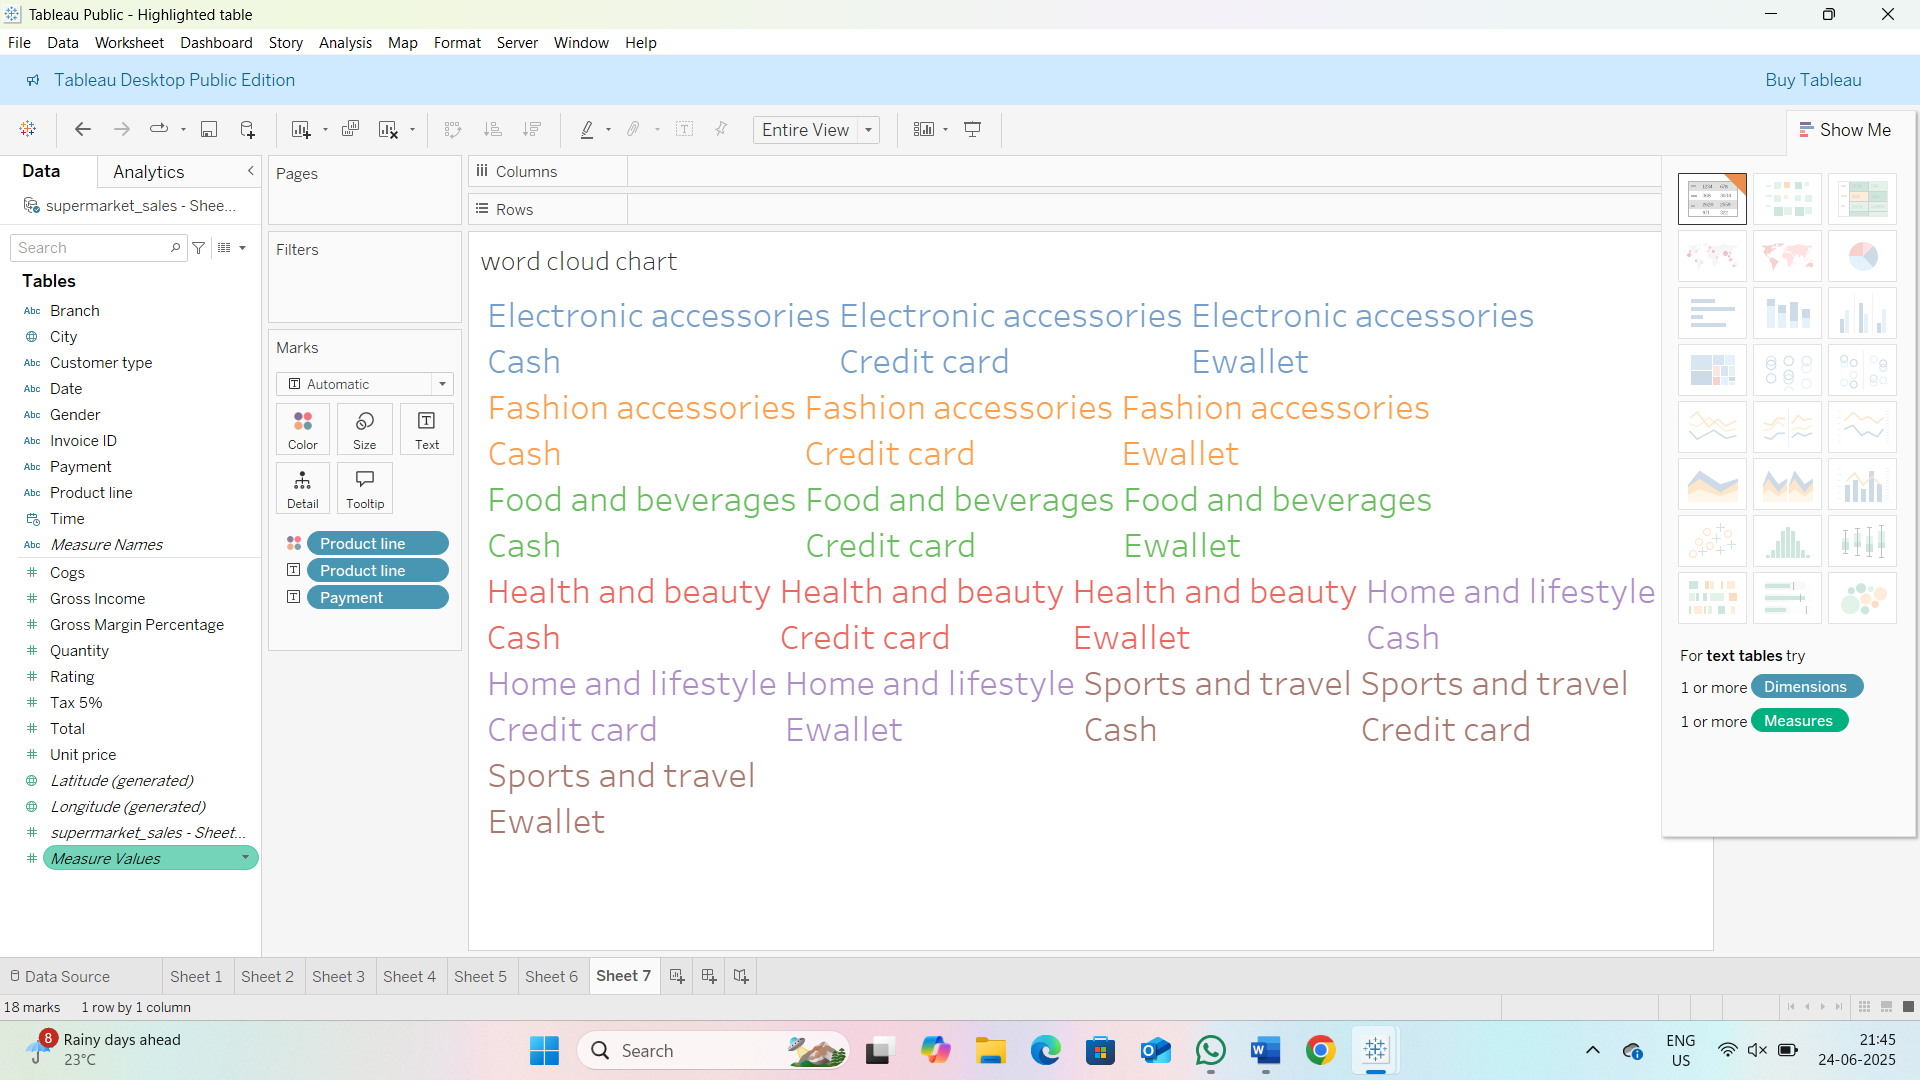 Tableau Public - Highlighted table
File Data Worksheet Dashboard Story Analysis Map Format Server Window Help
Tableau Desktop Public Edition
Buy Tableau
Entire View
Show Me
Data
Analytics
supermarket_sales - Shee...
Search
Tables
Abc Branch
City
Abc Customer type
Abc Date
Abc Gender
Abc Invoice ID
Abc Payment
Abc Product line
Time
Abc Measure Names
# Cogs
# Gross Income
# Gross Margin Percentage
# Quantity
# Rating
# Tax 5%
# Total
# Unit price
Latitude (generated)
Longitude (generated)
# supermarket_sales - Sheet...
# Measure Values
Pages
Filters
Marks
Automatic
Color Size Text
Detail Tooltip
Product line
Product line
Payment
Columns
Rows
word cloud chart
Electronic accessories Electronic accessories Electronic accessories
Cash Credit card Ewallet
Fashion accessories Fashion accessories Fashion accessories
Cash Credit card Ewallet
Food and beverages Food and beverages Food and beverages
Cash Credit card Ewallet
Health and beauty Health and beauty Health and beauty Home and lifestyle
Cash Credit card Ewallet Cash
Home and lifestyle Home and lifestyle Sports and travel Sports and travel
Credit card Ewallet Cash Credit card
Sports and travel
Ewallet
For text tables try
1 or more Dimensions
1 or more Measures
Data Source Sheet 1 Sheet 2 Sheet 3 Sheet 4 Sheet 5 Sheet 6 Sheet 7
18 marks 1 row by 1 column
8
Rainy days ahead
23°C
Search
ENG
US
21:45
24-06-2025